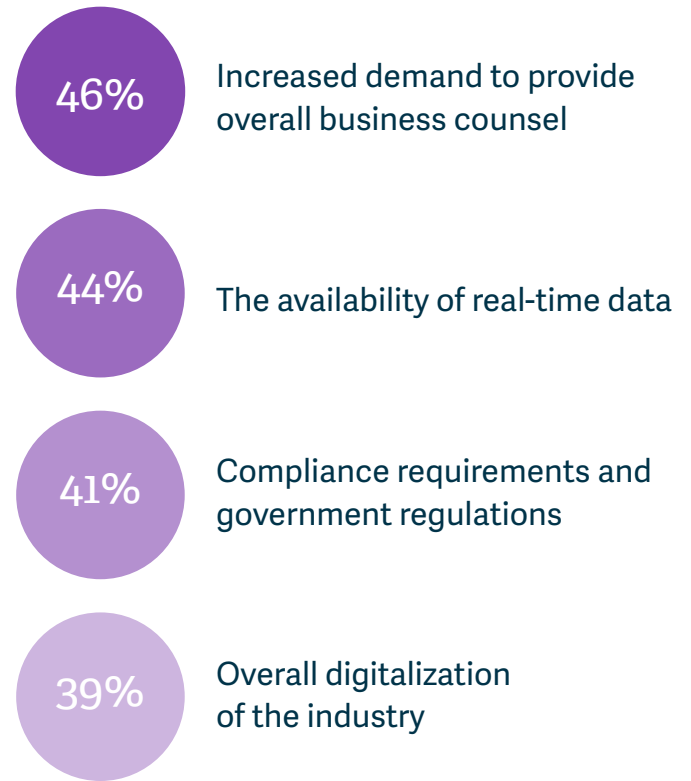 46%
Increased demand to provide
overall business counsel
44%
The availability of real-time data
41%
Compliance requirements and
government regulations
39%
Overall digitalization
of the industry